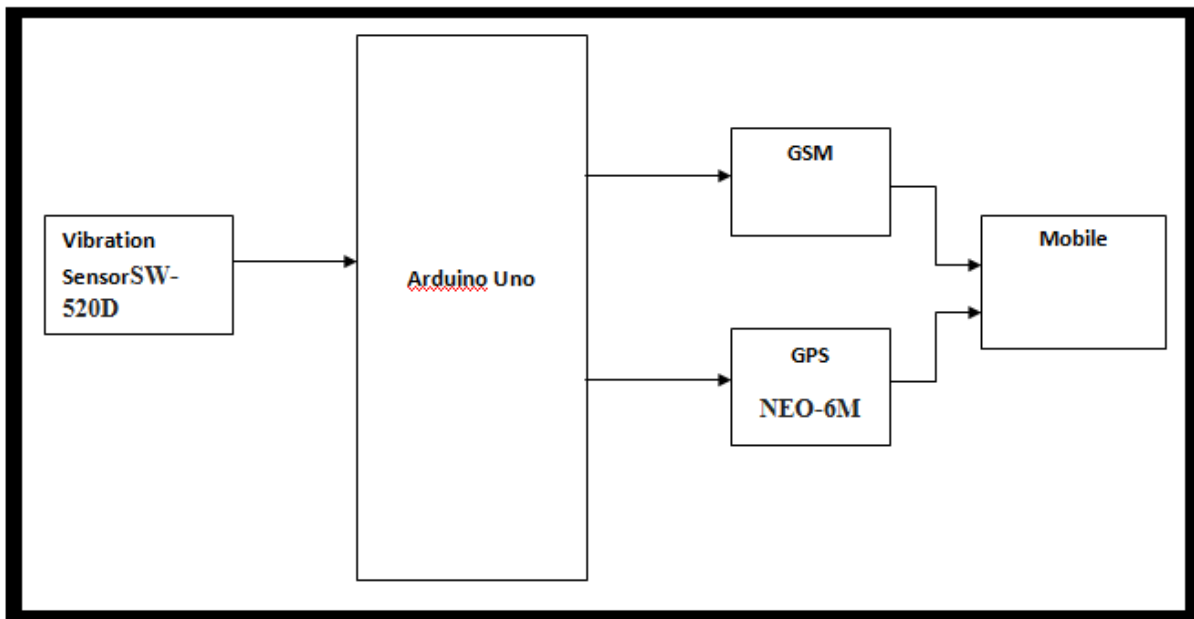 Vibration
SensorSW-
520D
Arduino Uno
GSM
GPS
NEO-6M
Mobile